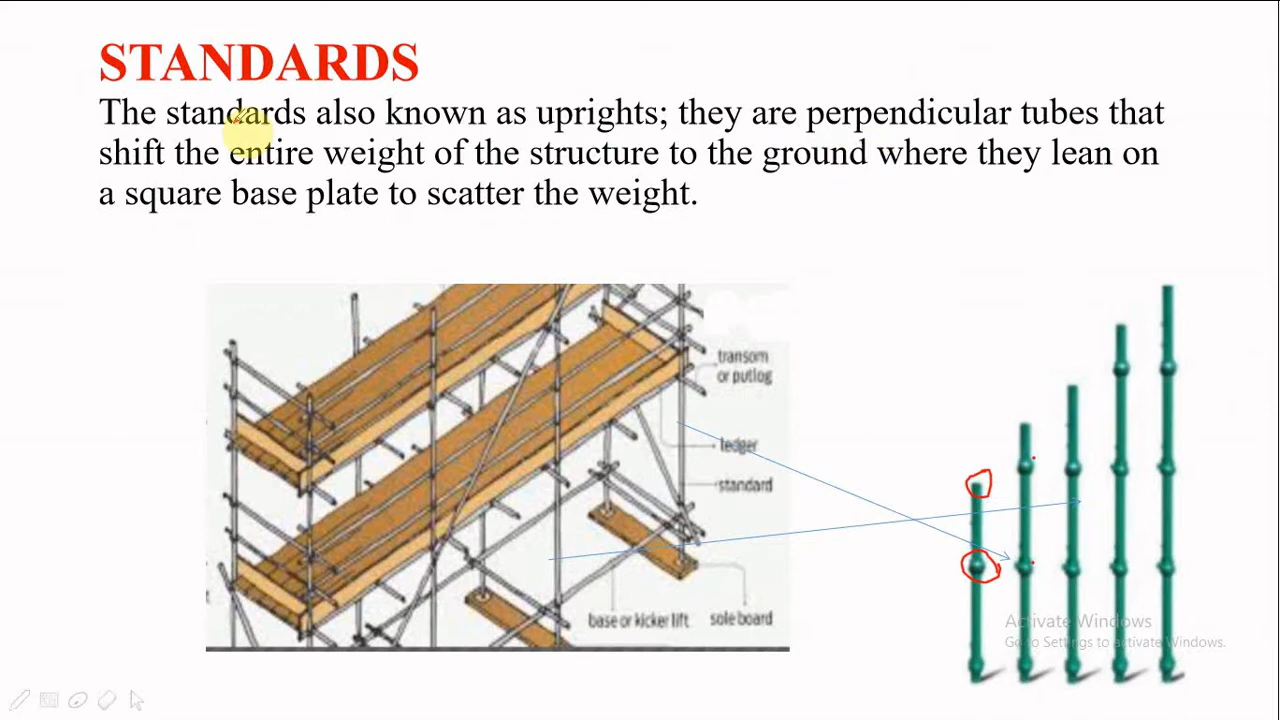 STANDARDS
The standards also known as uprights; they are perpendicular tubes that
shift the entire weight of the structure to the ground where they lean on
a square base plate to scatter the weight.
transom
or putlog
ledger
standard
base or kicker lift
sole board
Activate Windows
Go to Settings to activate Windows.